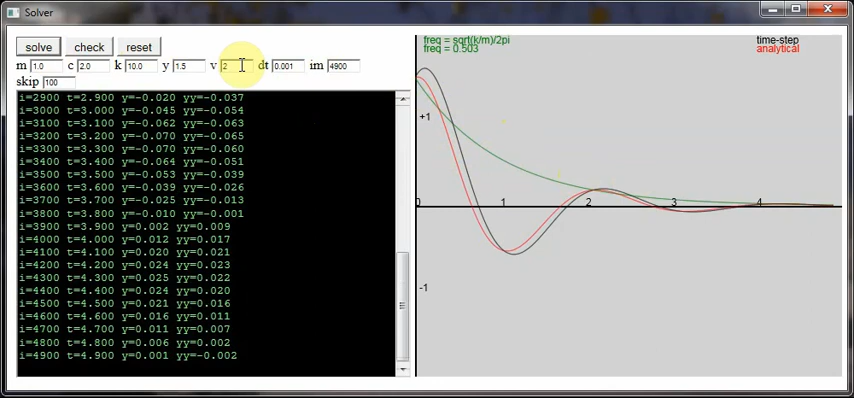 Solver
solve check reset
m 1.0 c 2.0 k 10.0 y 1.5 v 2 dt 0.001 im 4900
skip 100
i=2900 t=2.900 y=-0.020 yy=-0.037
i=3000 t=3.000 y=-0.045 yy=-0.054
i=3100 t=3.100 y=-0.062 yy=-0.063
i=3200 t=3.200 y=-0.070 yy=-0.065
i=3300 t=3.300 y=-0.070 yy=-0.060
i=3400 t=3.400 y=-0.064 yy=-0.051
i=3500 t=3.500 y=-0.053 yy=-0.039
i=3600 t=3.600 y=-0.039 yy=-0.026
i=3700 t=3.700 y=-0.025 yy=-0.013
i=3800 t=3.800 y=-0.010 yy=-0.001
i=3900 t=3.900 y=0.002 yy=0.009
i=4000 t=4.000 y=0.012 yy=0.017
i=4100 t=4.100 y=0.020 yy=0.021
i=4200 t=4.200 y=0.024 yy=0.023
i=4300 t=4.300 y=0.025 yy=0.022
i=4400 t=4.400 y=0.024 yy=0.020
i=4500 t=4.500 y=0.021 yy=0.016
i=4600 t=4.600 y=0.016 yy=0.011
i=4700 t=4.700 y=0.011 yy=0.007
i=4800 t=4.800 y=0.006 yy=0.002
i=4900 t=4.900 y=0.001 yy=-0.002
freq = sqrt(k/m)/2pi
freq = 0.503
time-step
analytical
+1
0 1 2 3 4
-1